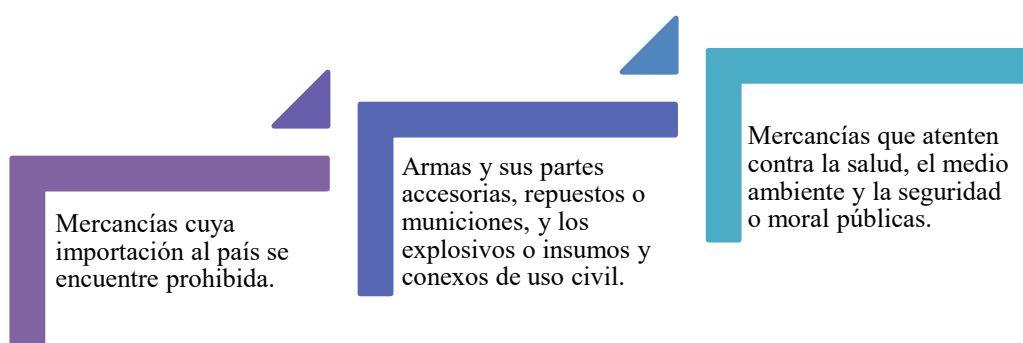 Mercancías cuya
importación al país se
encuentre prohibida.
Armas y sus partes
accesorias, repuestos o
municiones, y los
explosivos o insumos y
conexos de uso civil.
Mercancías que atenten
contra la salud, el medio
ambiente y la seguridad
o moral públicas.